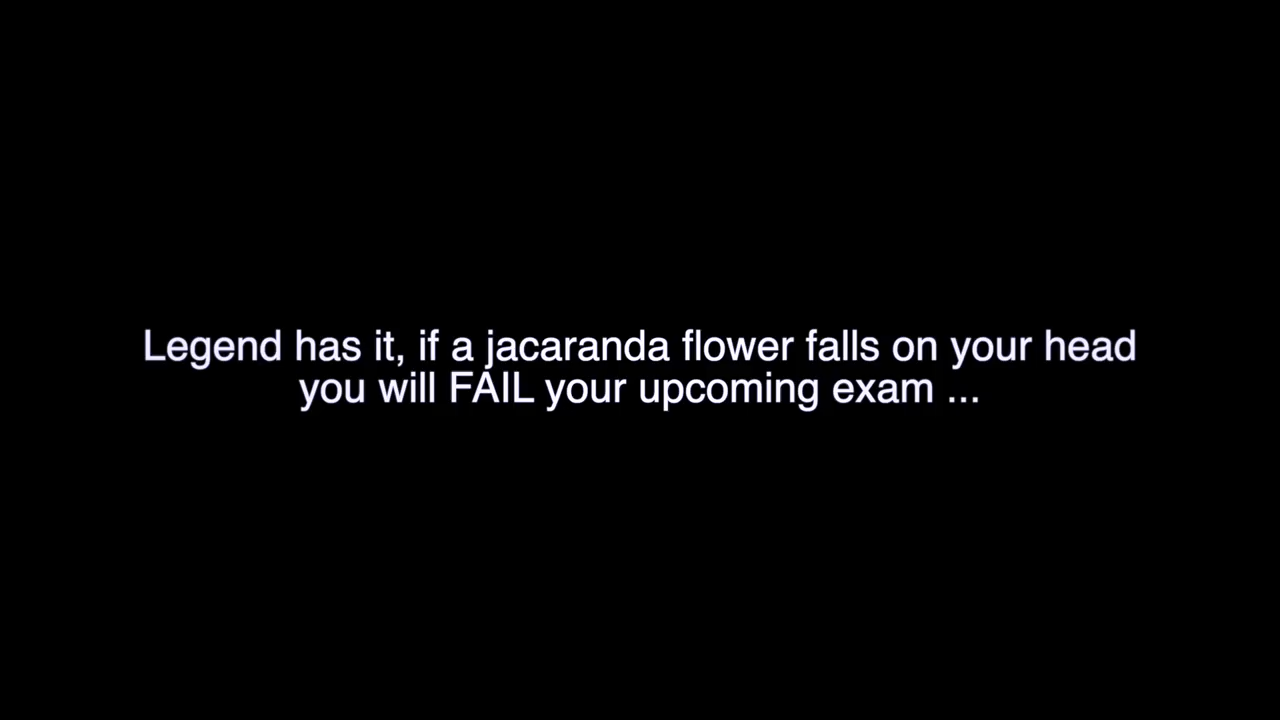 Legend has it, if a jacaranda flower falls on your head
you will FAIL your upcoming exam ...